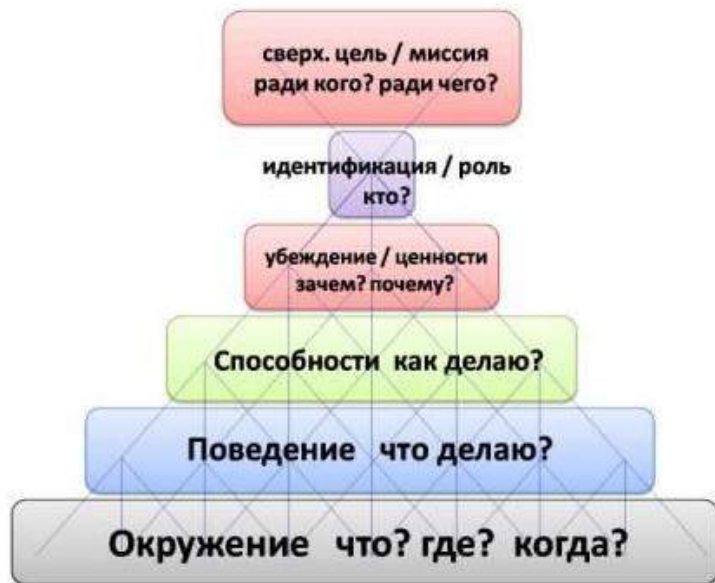 сверх. цель / миссия
ради кого? ради чего?
идентификация / роль
кто?
убеждение / ценности
зачем? почему?
Способности как делаю?
Поведение что делаю?
Окружение что? где? когда?